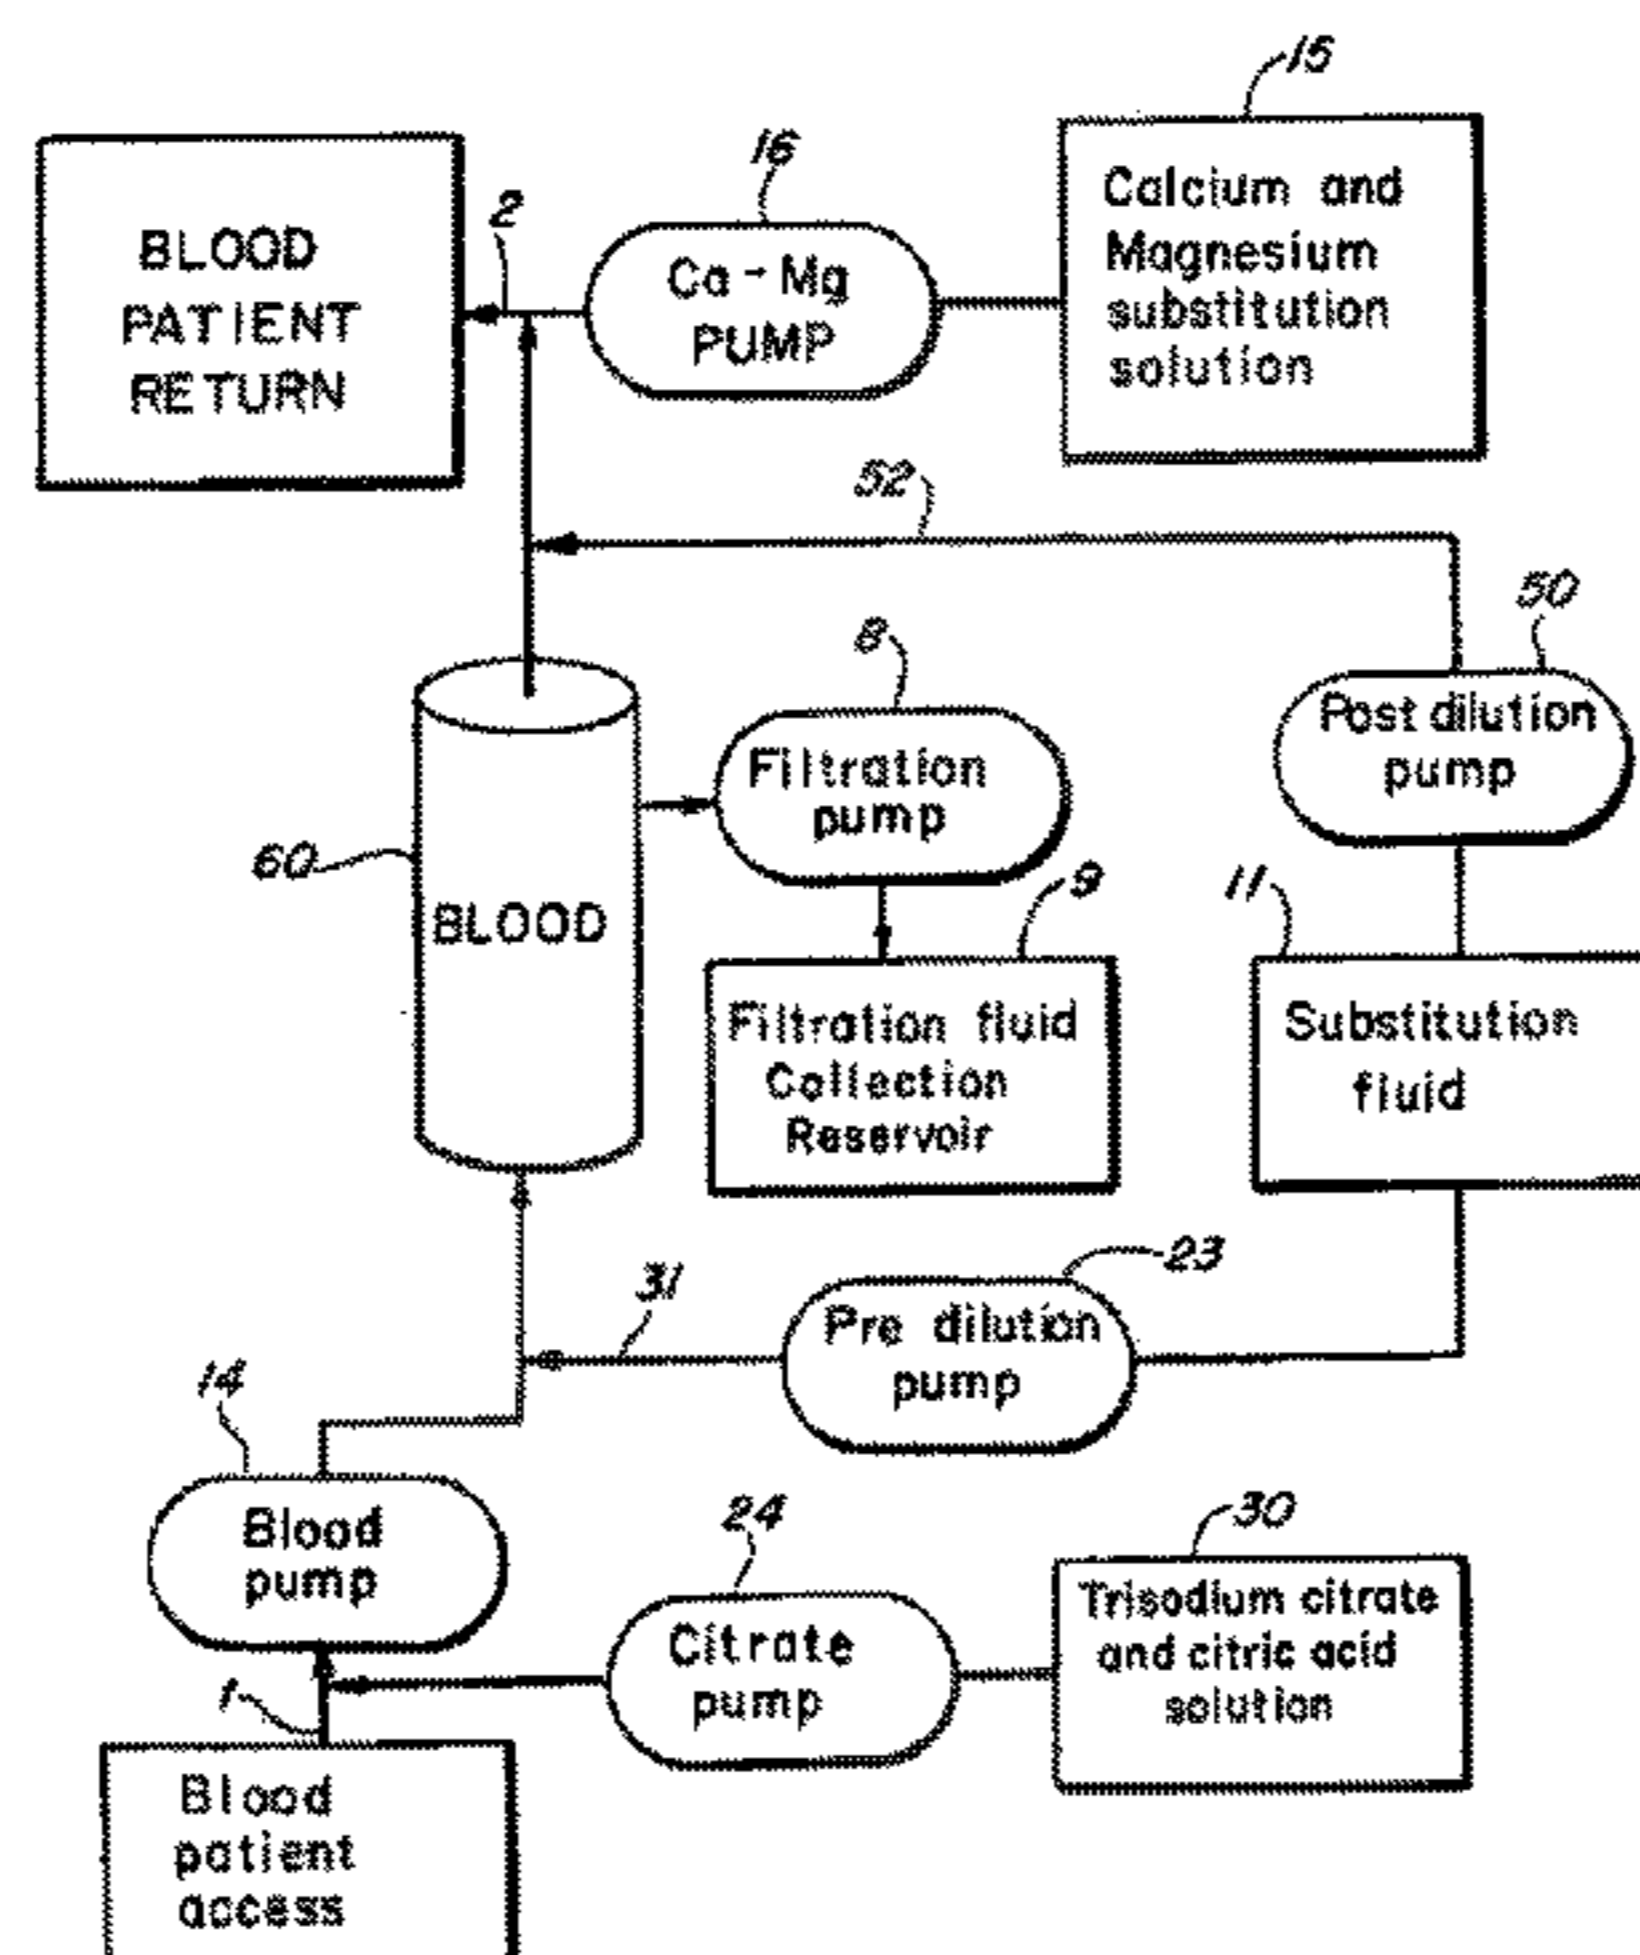 15
16
2
Calcium and
Magnesium
substitution
solution
Ca-Mg
PUMP
BLOOD
PATIENT
RETURN
52
50
8
Post dilution
pump
Filtration
pump
60
9
11
BLOOD
Filtration fluid
Collection
Reservoir
Substitution
fluid
23
31
Pre dilution
pump
14
24
30
Blood
pump
Citrate
pump
Trisodium citrate
and citric acid
solution
1
Blood
patient
access